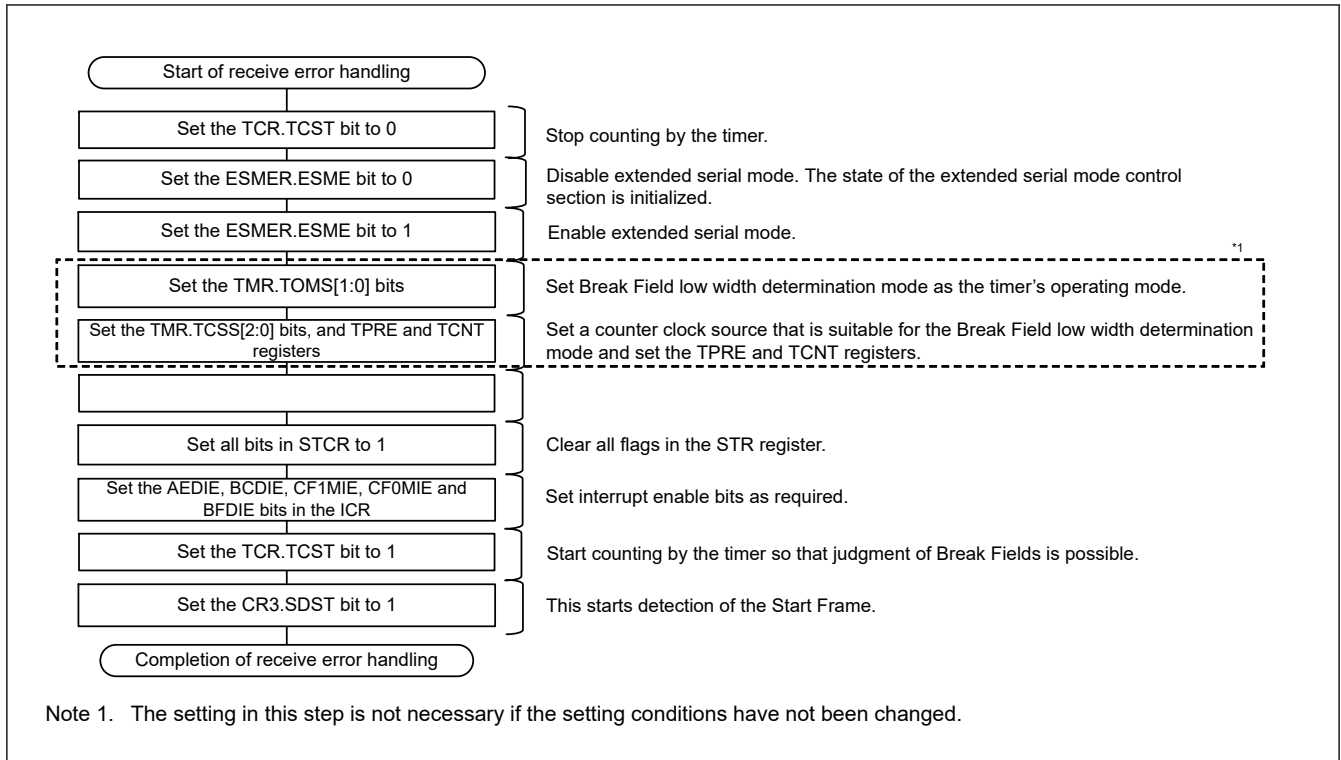 Start of receive error handling
Set the TCR.TCST bit to 0
Stop counting by the timer.
Set the ESMER.ESME bit to 0
Disable extended serial mode. The state of the extended serial mode control
section is initialized.
Set the ESMER.ESME bit to 1
Enable extended serial mode.
*1
Set the TMR.TOMS[1:0] bits
Set Break Field low width determination mode as the timer’s operating mode.
Set the TMR.TCSS[2:0] bits, and TPRE and TCNT
registers
Set a counter clock source that is suitable for the Break Field low width determination
mode and set the TPRE and TCNT registers.
Set all bits in STCR to 1
Clear all flags in the STR register.
Set the AEDIE, BCDIE, CF1MIE, CF0MIE and
BFDIE bits in the ICR
Set interrupt enable bits as required.
Set the TCR.TCST bit to 1
Start counting by the timer so that judgment of Break Fields is possible.
Set the CR3.SDST bit to 1
This starts detection of the Start Frame.
Completion of receive error handling
Note 1. The setting in this step is not necessary if the setting conditions have not been changed.